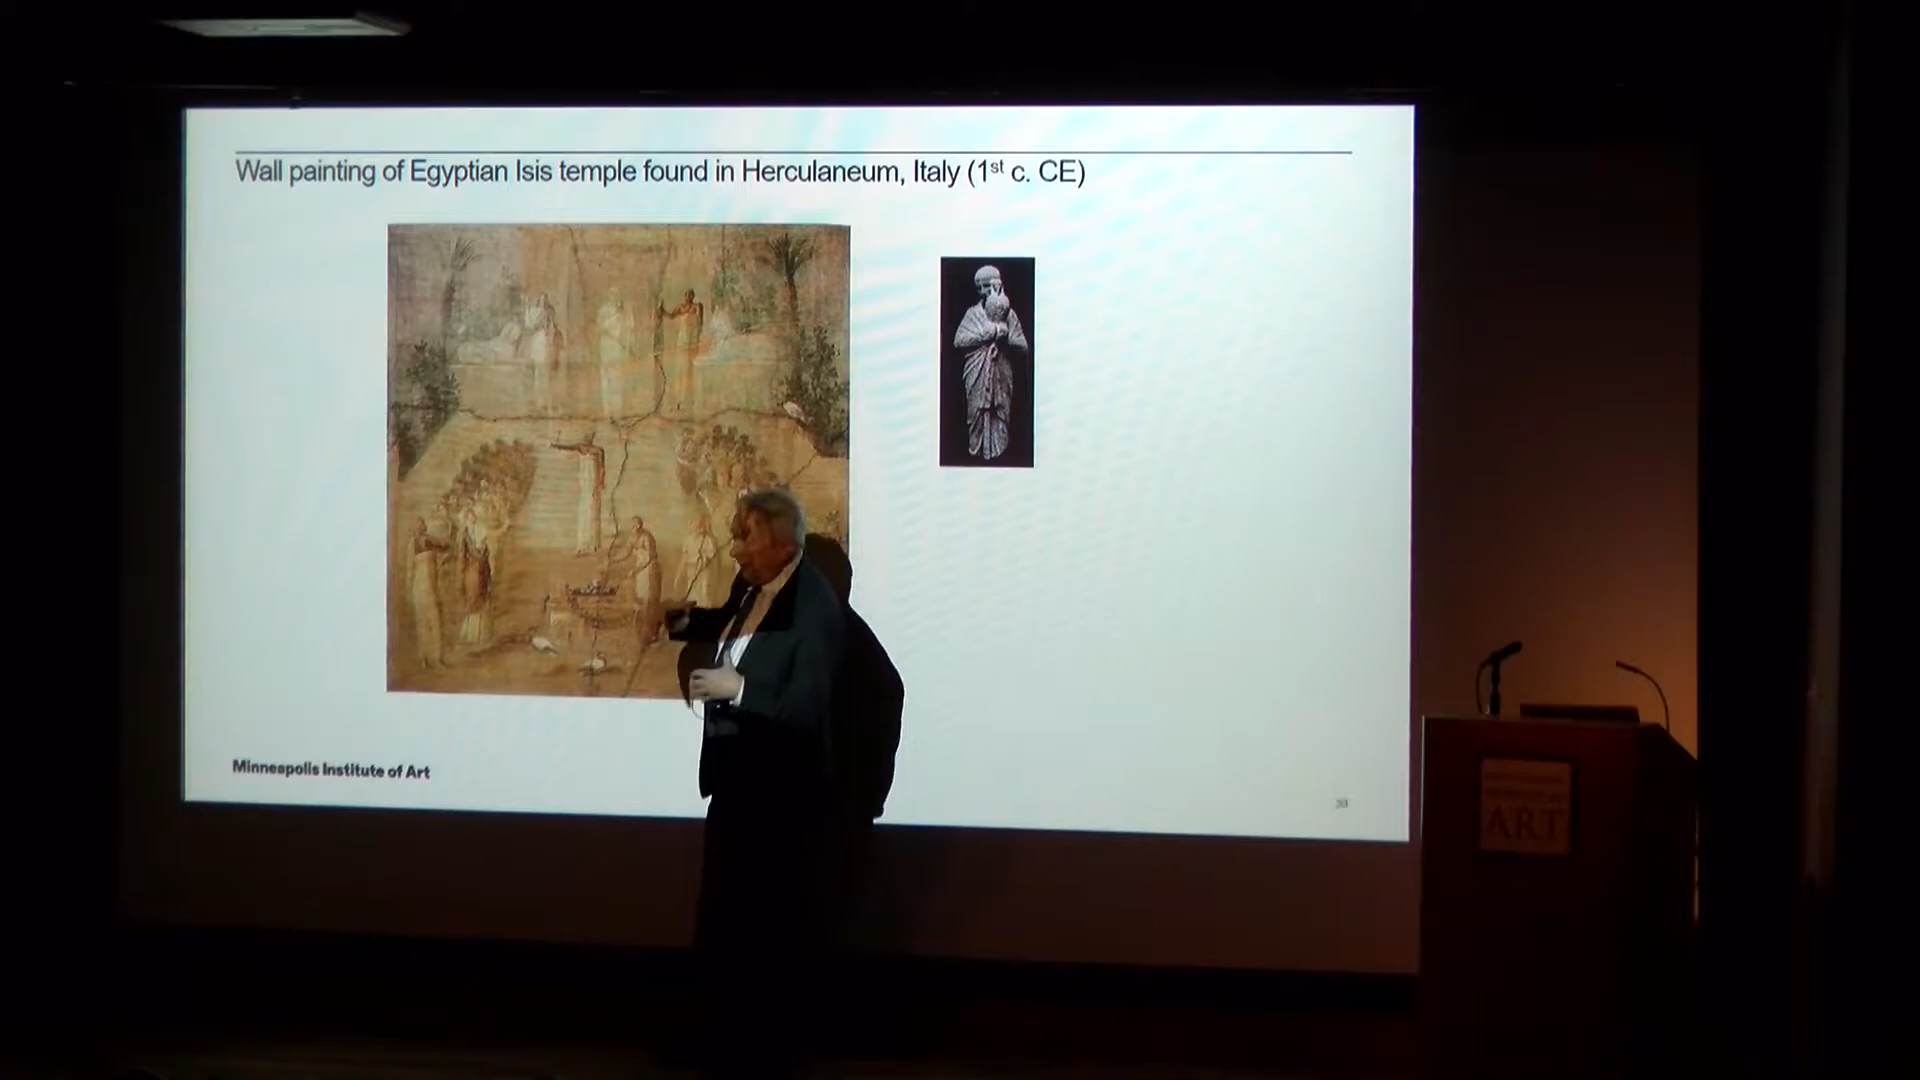 Wall painting of Egyptian Isis temple found in Herculaneum, Italy (1st c. CE)
Minneapolis Institute of Art
ART